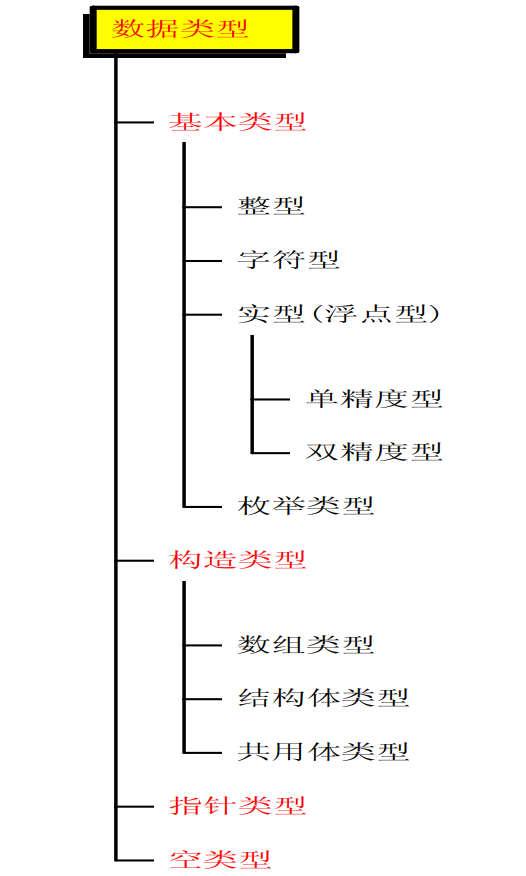 数据类型
基本类型
整型
字符型
实型(浮点型)
单精度型
双精度型
枚举类型
构造类型
数组类型
结构体类型
共用体类型
指针类型
空类型